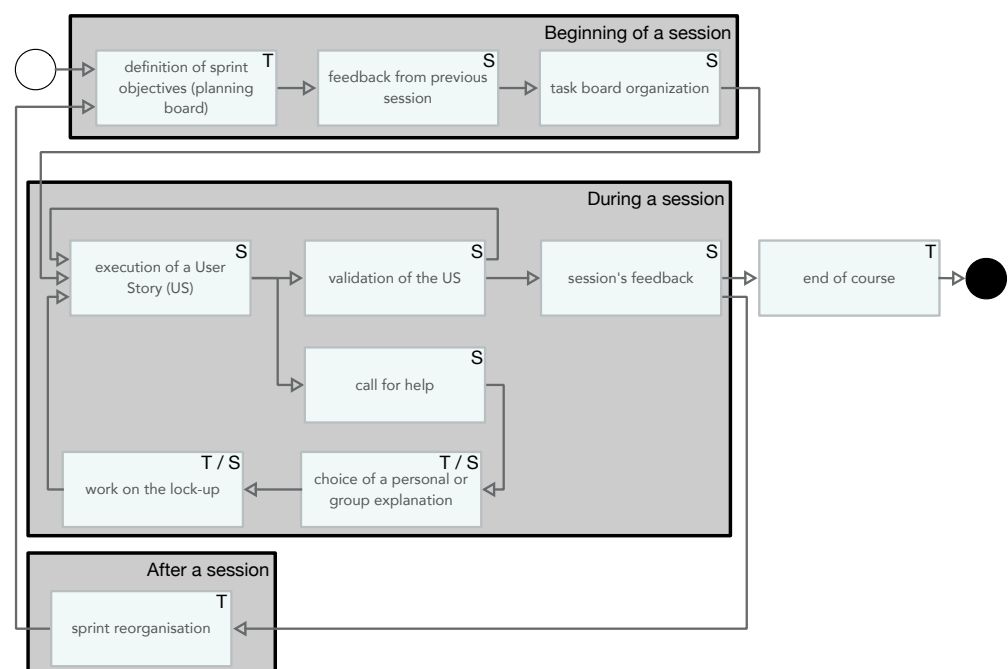 Beginning of a session
T
definition of sprint
objectives (planning
board)
S
feedback from previous
session
S
task board organization
During a session
S
execution of a User
Story (US)
S
validation of the US
S
session's feedback
T
end of course
S
call for help
T / S
work on the lock-up
T / S
choice of a personal or
group explanation
After a session
T
sprint reorganisation